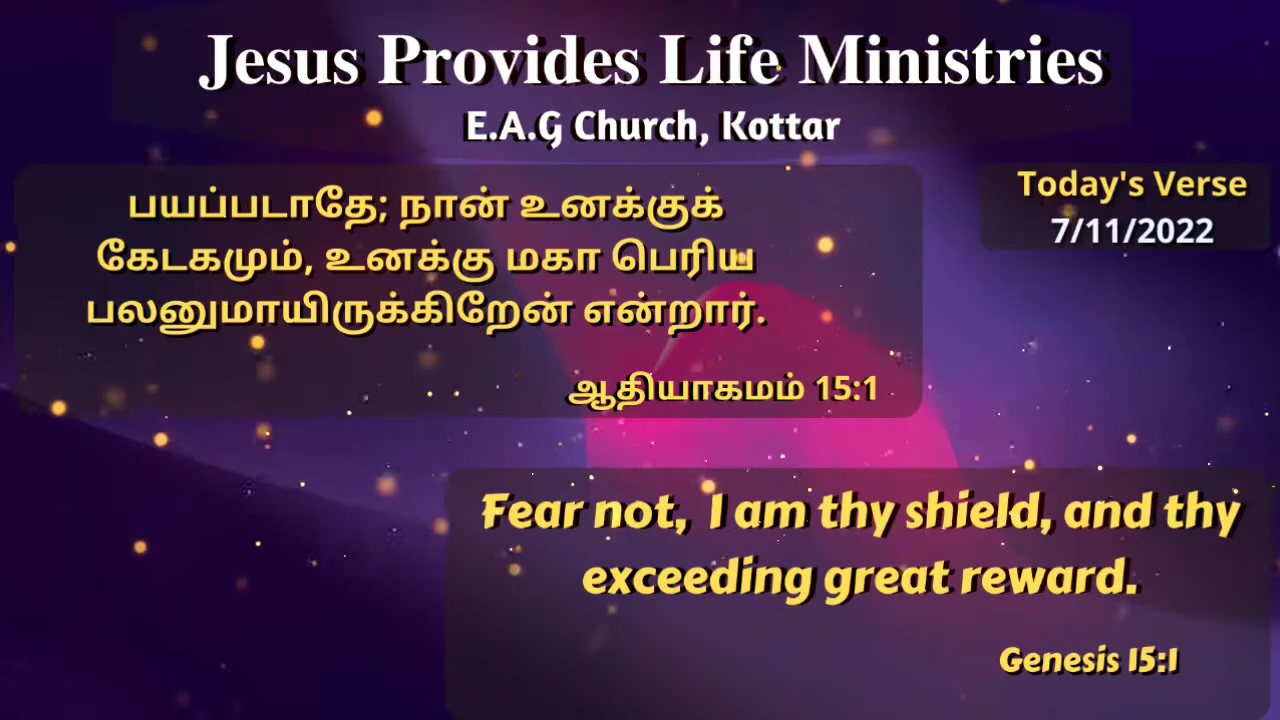 Jesus Provides Life Ministries
E.A.G Church, Kottar
பயப்படாதே; நான் உனக்குக்
கேடகமும், உனக்கு மகா பெரிய
பலனுமாயிருக்கிறேன் என்றார்.
ஆதியாகமம் 15:1
Today's Verse
7/11/2022
Fear not, I am thy shield, and thy
exceeding great reward.
Genesis 15:1